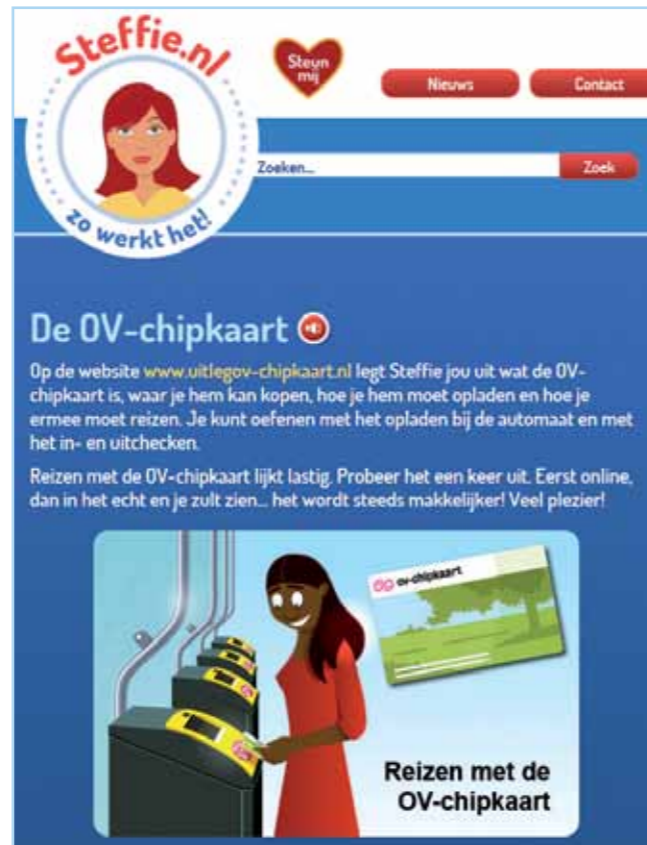 Steffie.nl
zo werkt het!
Steun
mij
Nieuws
Contact
Zoeken...
Zoek
De OV-chipkaart
Op de website www.uitlegov-chipkaart.nl legt Steffie jou uit wat de OV-
chipkaart is, waar je hem kan kopen, hoe je hem moet opladen en hoe je
ermee moet reizen. Je kunt oefenen met het opladen bij de automaat en met
het in- en uitchecken.
Reizen met de OV-chipkaart lijkt lastig. Probeer het een keer uit. Eerst online,
dan in het echt en je zult zien... het wordt steeds makkelijker! Veel plezier!
ov-chipkaart
Reizen met de
OV-chipkaart